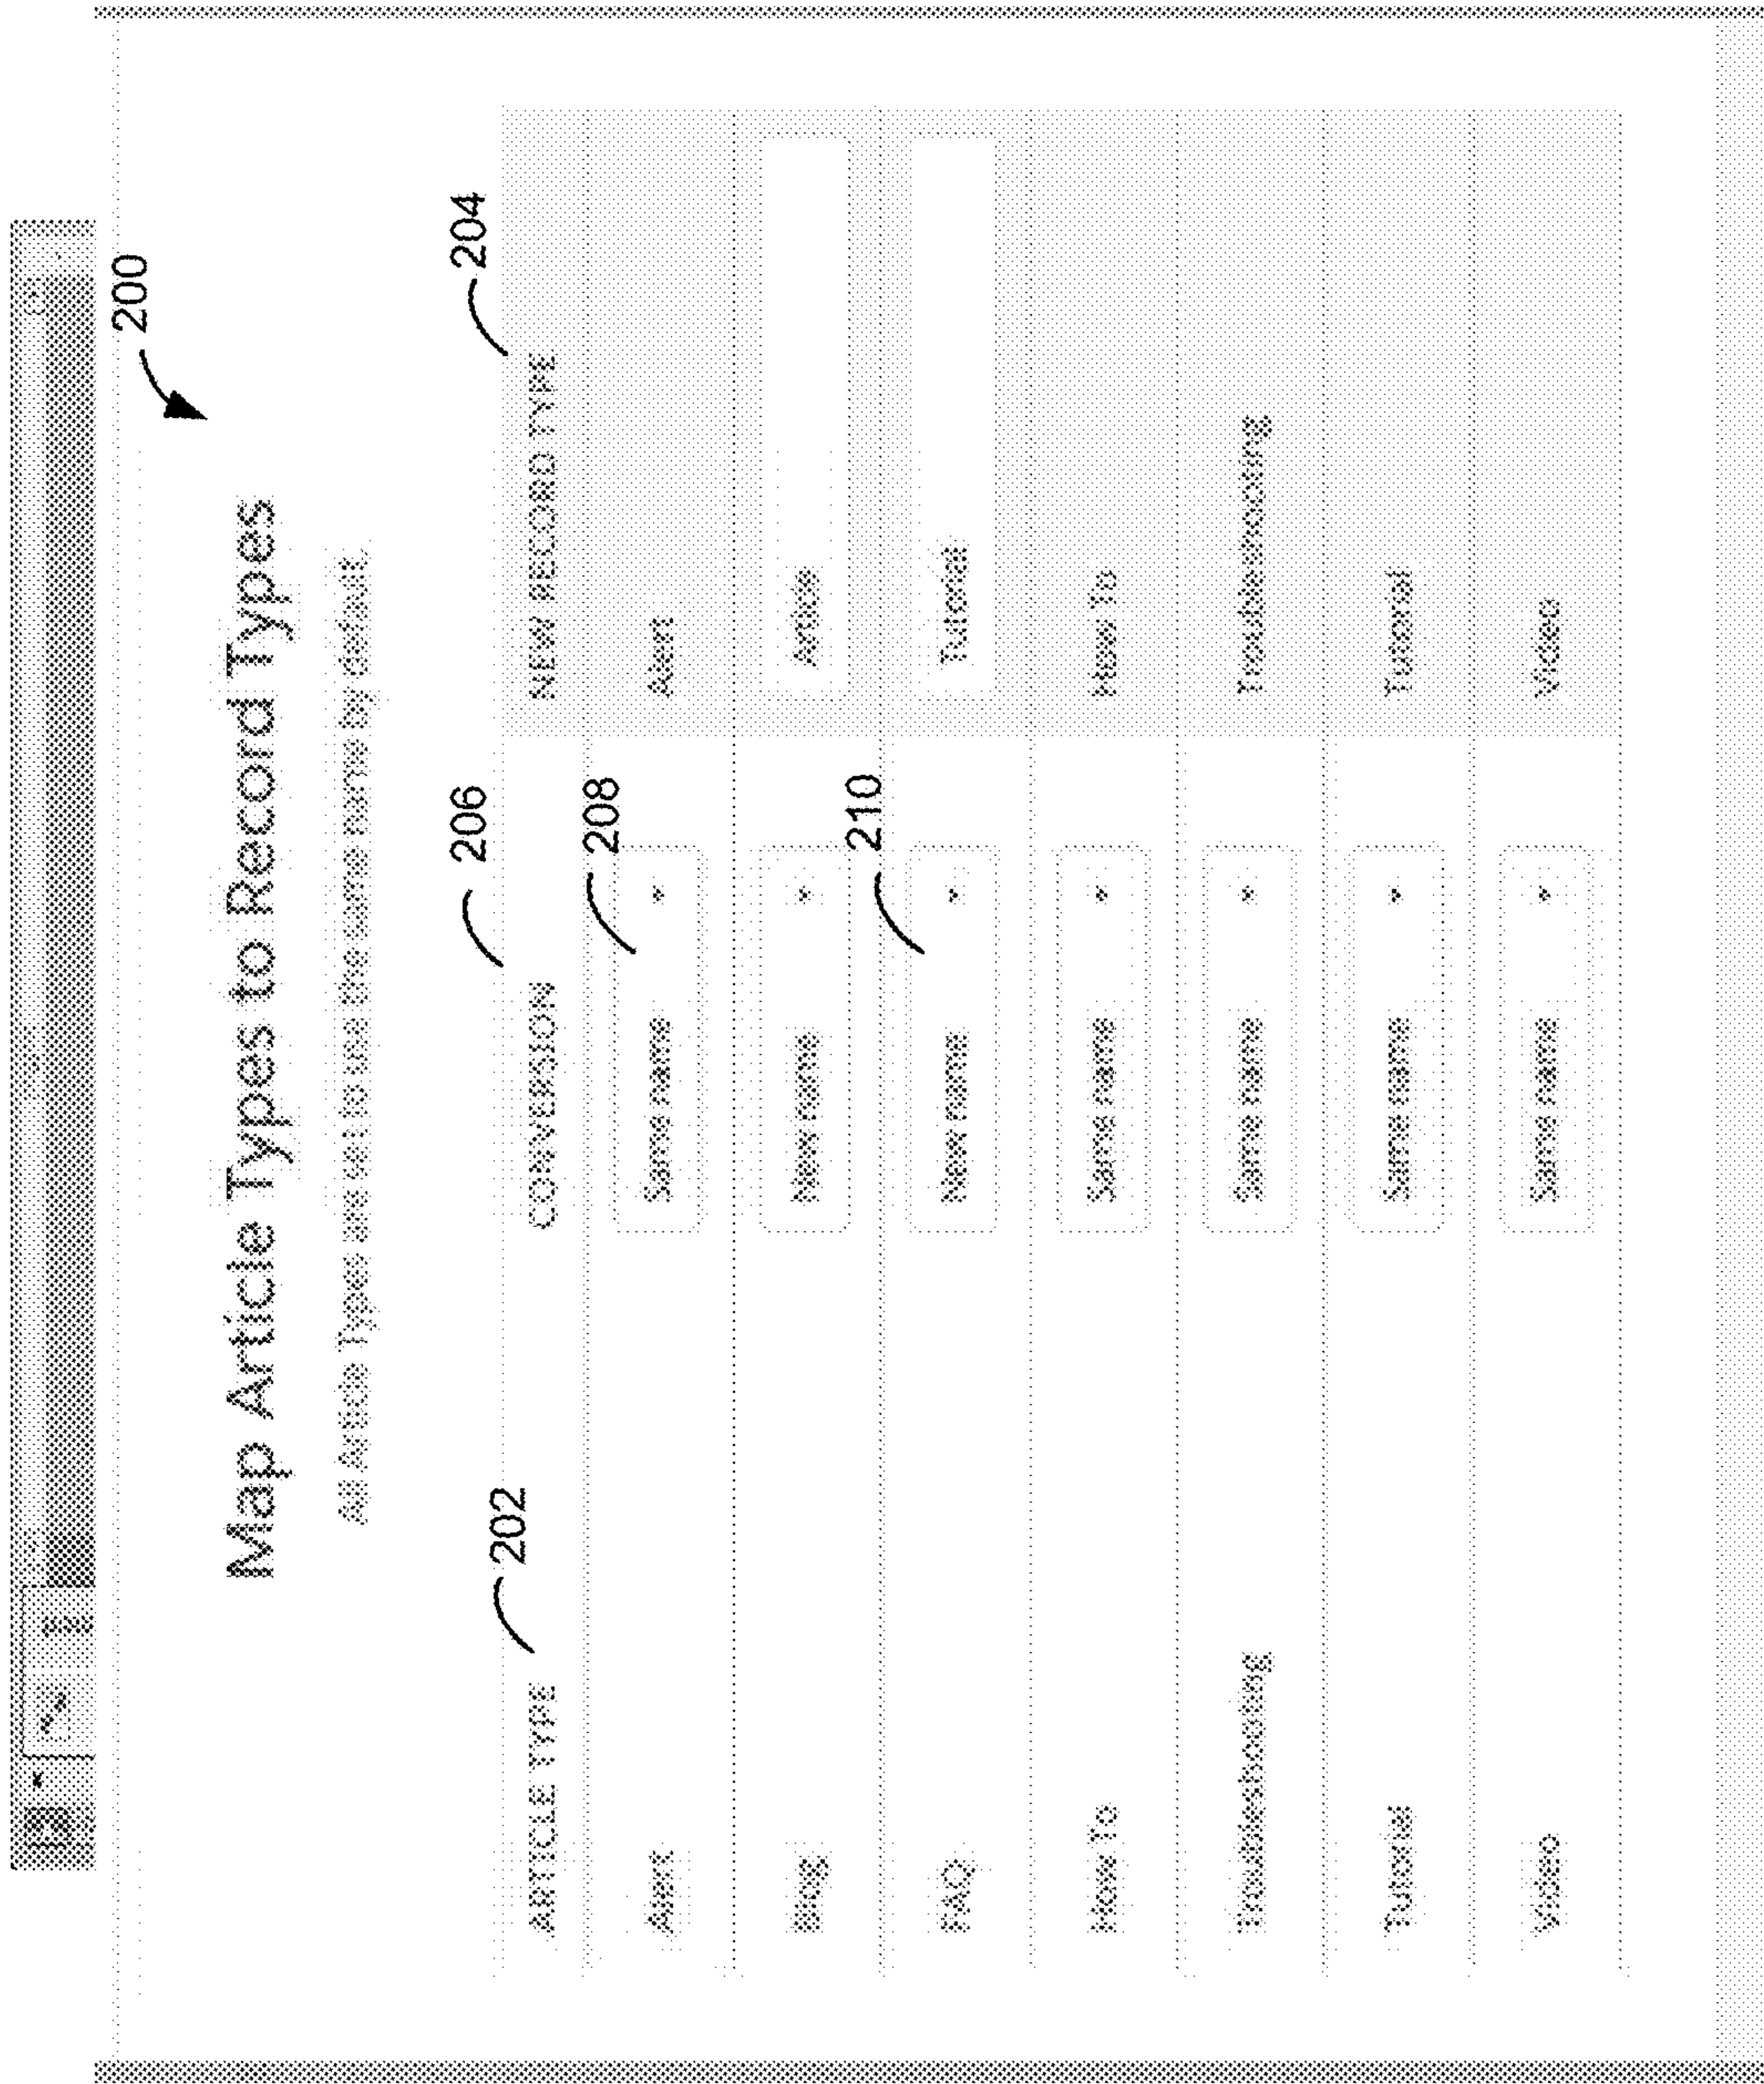 200
Map Article Types to Record Types
All Article Types are set to use the same name by default.
202 206 204
ARTICLE TYPE CONVERSION NEW RECORD TYPE
208
Alert Same name Alert
Blog New name Article
210
FAQ New name Tutorial
How To Same name How To
Troubleshooting Same name Troubleshooting
Tutorial Same name Tutorial
Video Same name Video